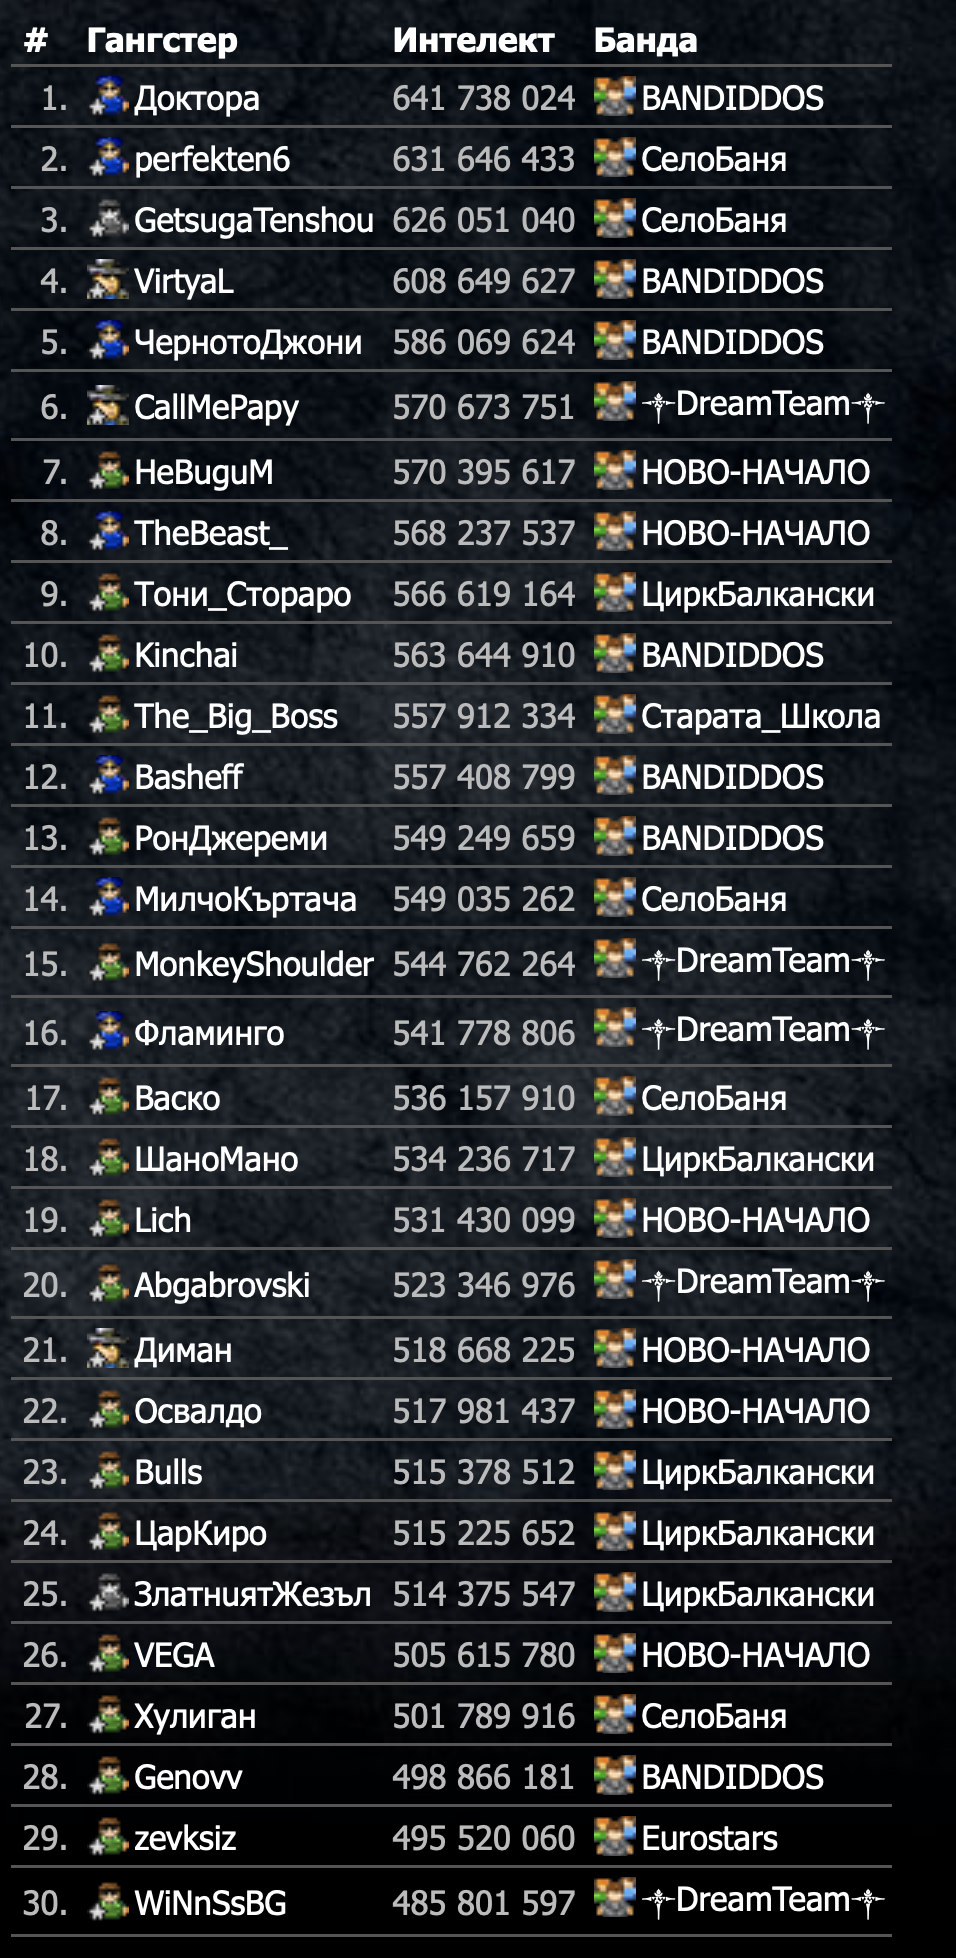 # Гангстер Интелект Банда
1. Доктора 641 738 024 BANDIDDOS
2. perfekten6 631 646 433 СелоБаня
3. GetsugaTenshou 626 051 040 СелоБаня
4. VirtyaL 608 649 627 BANDIDDOS
5. ЧернотоДжони 586 069 624 BANDIDDOS
6. CallMePapy 570 673 751 ⸸DreamTeam⸸
7. HeBuguM 570 395 617 НОВО-НАЧАЛО
8. TheBeast_ 568 237 537 НОВО-НАЧАЛО
9. Тони_Стораро 566 619 164 ЦиркБалкански
10. Kinchai 563 644 910 BANDIDDOS
11. The_Big_Boss 557 912 334 Старата_Школа
12. Basheff 557 408 799 BANDIDDOS
13. РонДжереми 549 249 659 BANDIDDOS
14. МилчоКъртача 549 035 262 СелоБаня
15. MonkeyShoulder 544 762 264 ⸸DreamTeam⸸
16. Фламинго 541 778 806 ⸸DreamTeam⸸
17. Васко 536 157 910 СелоБаня
18. ШаноМано 534 236 717 ЦиркБалкански
19. Lich 531 430 099 НОВО-НАЧАЛО
20. Abgabrovski 523 346 976 ⸸DreamTeam⸸
21. Диман 518 668 225 НОВО-НАЧАЛО
22. Освалдо 517 981 437 НОВО-НАЧАЛО
23. Bulls 515 378 512 ЦиркБалкански
24. ЦарКиро 515 225 652 ЦиркБалкански
25. ЗлатнuятЖезъл 514 375 547 ЦиркБалкански
26. VEGA 505 615 780 НОВО-НАЧАЛО
27. Хулиган 501 789 916 СелоБаня
28. Genovv 498 866 181 BANDIDDOS
29. zevksiz 495 520 060 Eurostars
30. WiNnSsBG 485 801 597 ⸸DreamTeam⸸